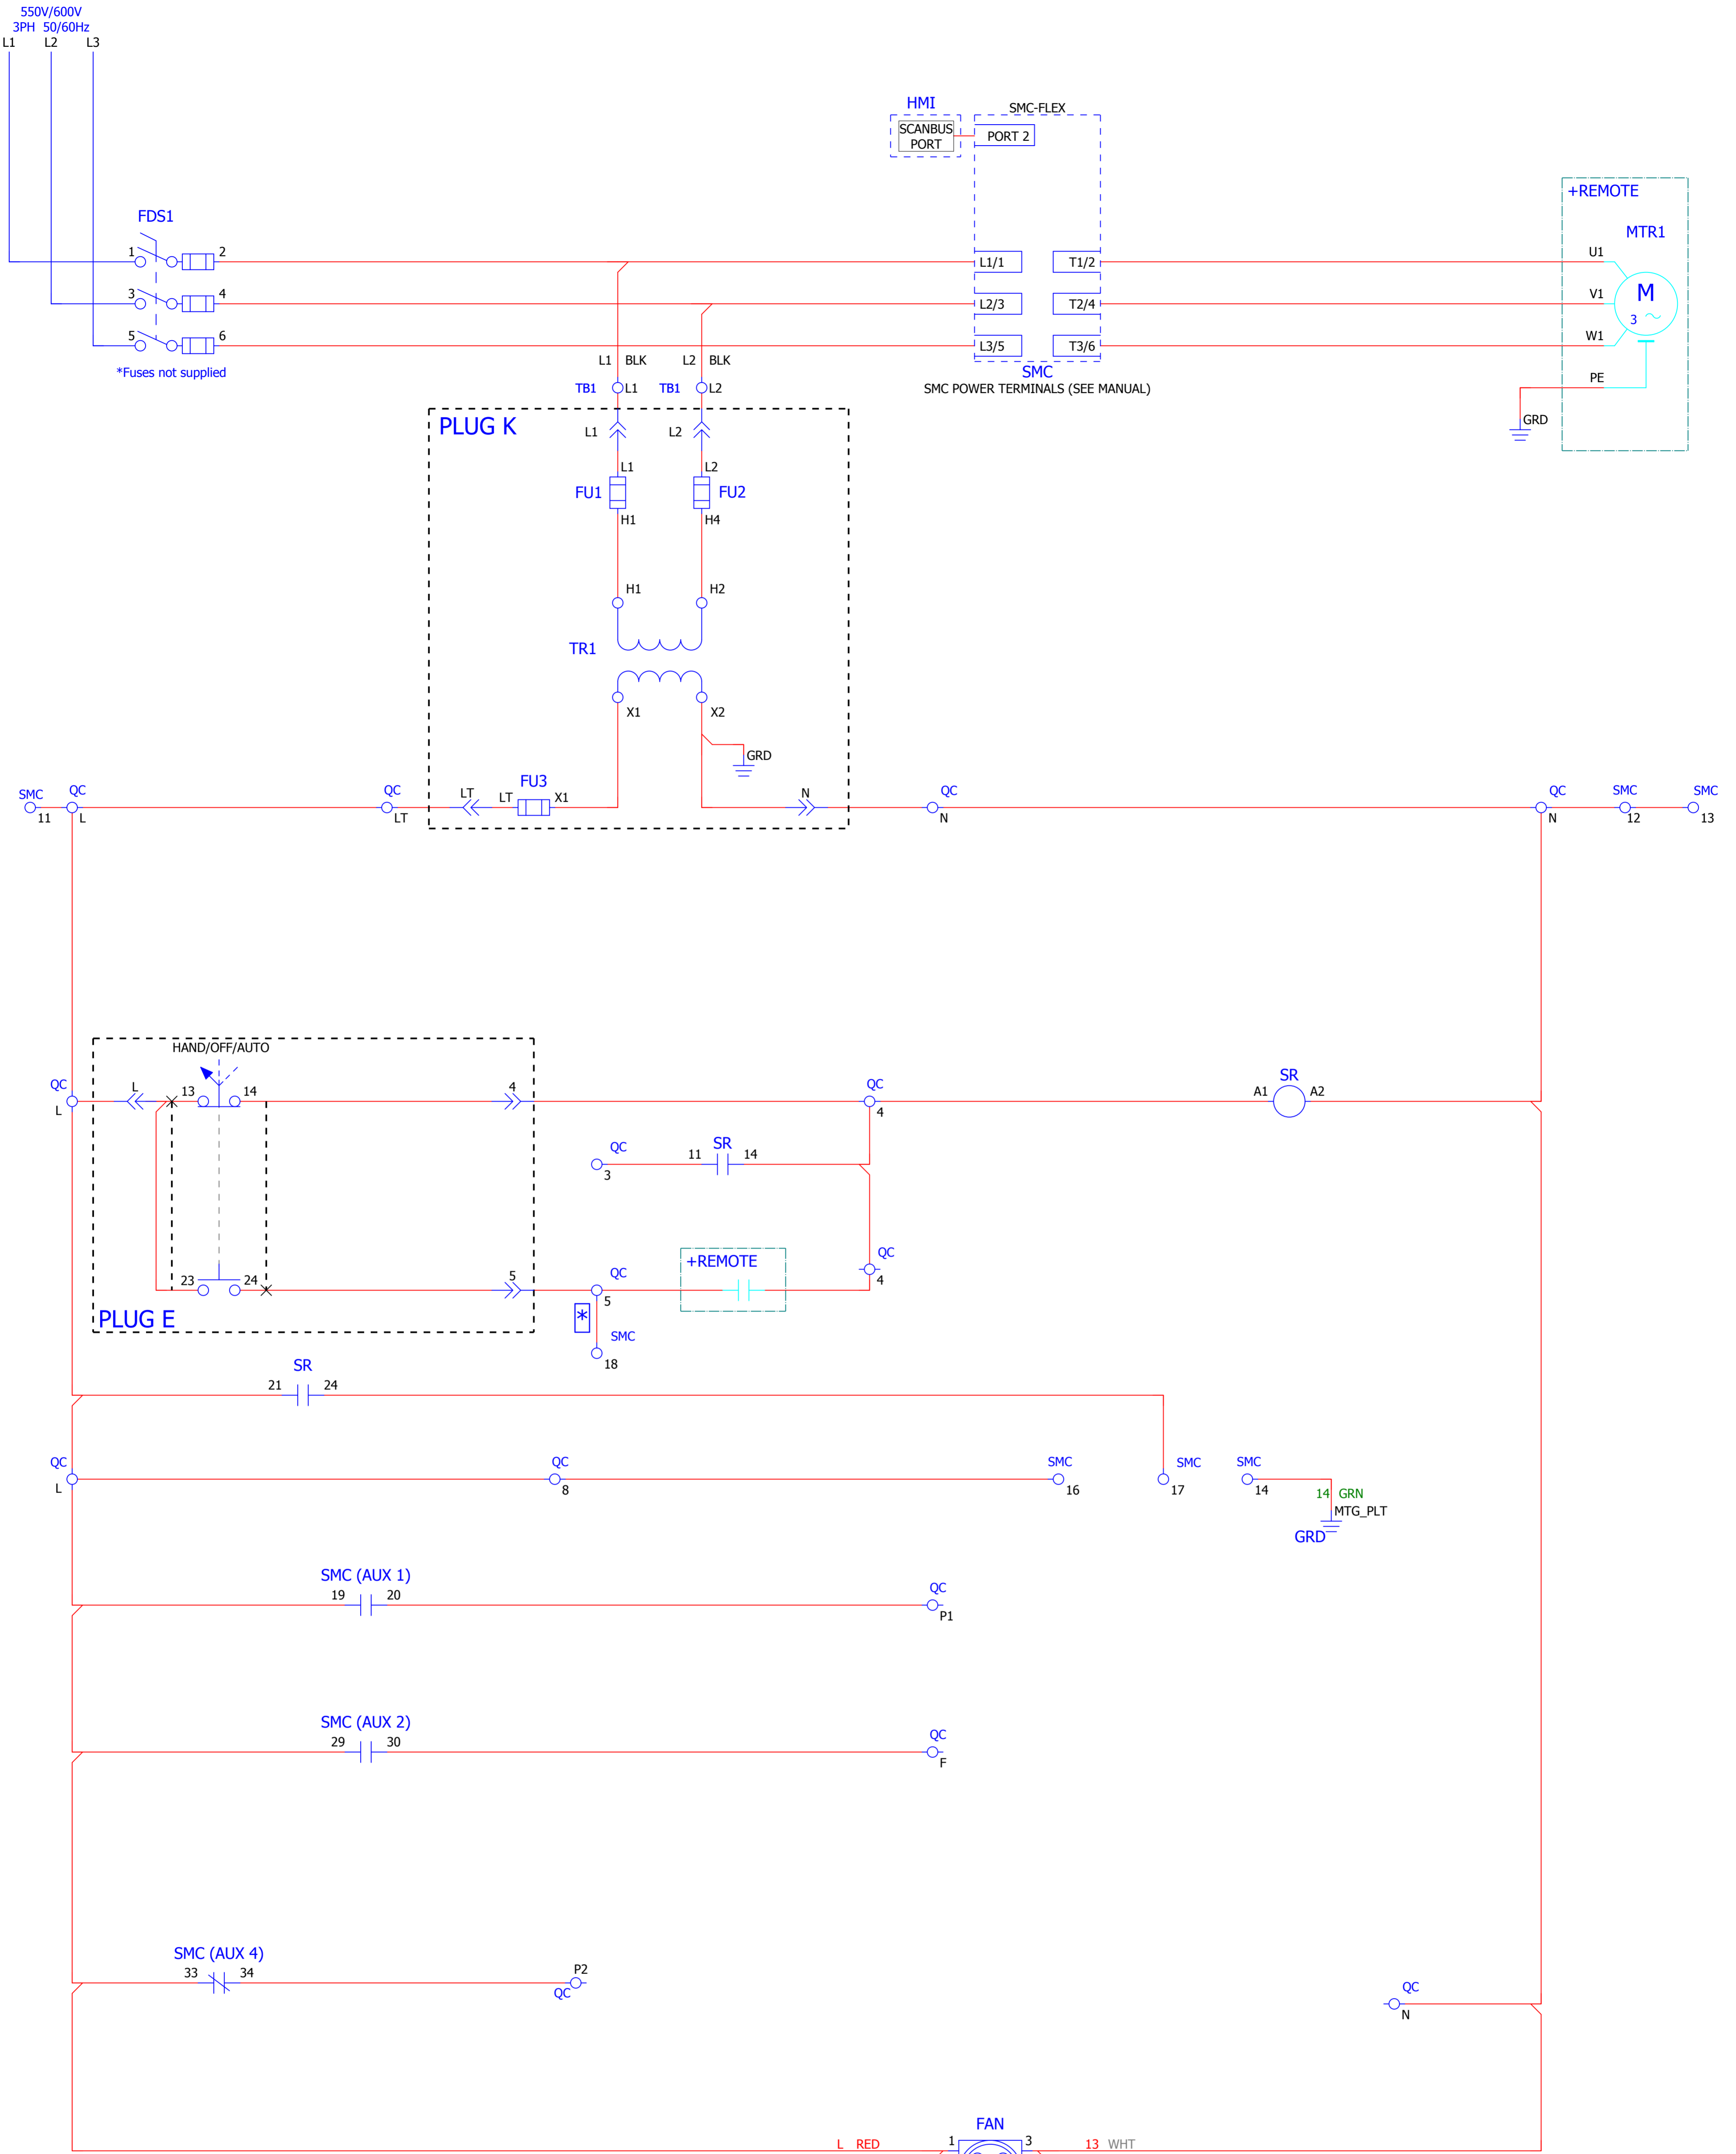 550V/600V
3PH 50/60Hz
L1 L2 L3
HMI
SMC-FLEX
SCANBUS
PORT
PORT 2
+REMOTE
FDS1
MTR1
1 2
L1/1 T1/2
U1
3 4
L2/3 T2/4
V1
M
3
5 6
L3/5 T3/6
W1
*Fuses not supplied
L1 BLK L2 BLK
SMC
SMC POWER TERMINALS (SEE MANUAL)
PE
TB1 L1 TB1 L2
GRD
PLUG K
L1 L2
L1 L2
FU1 FU2
H1 H4
H1 H2
TR1
X1 X2
GRD
SMC QC QC LT LT FU3 X1 N QC QC SMC SMC
11 L LT N N 12 13
HAND/OFF/AUTO
QC L 13 14 4 QC A1 SR A2
L 4
QC 11 SR 14
3
+REMOTE QC
4
23 24 5 QC
5
PLUG E
*
SMC
18
SR
21 24
QC QC SMC SMC SMC
L 8 16 17 14
14 GRN
MTG_PLT
GRD
SMC (AUX 1)
19 20 QC
P1
SMC (AUX 2)
29 30 QC
F
SMC (AUX 4)
33 34 P2
QC
QC
N
FAN
L RED 1 3 13 WHT